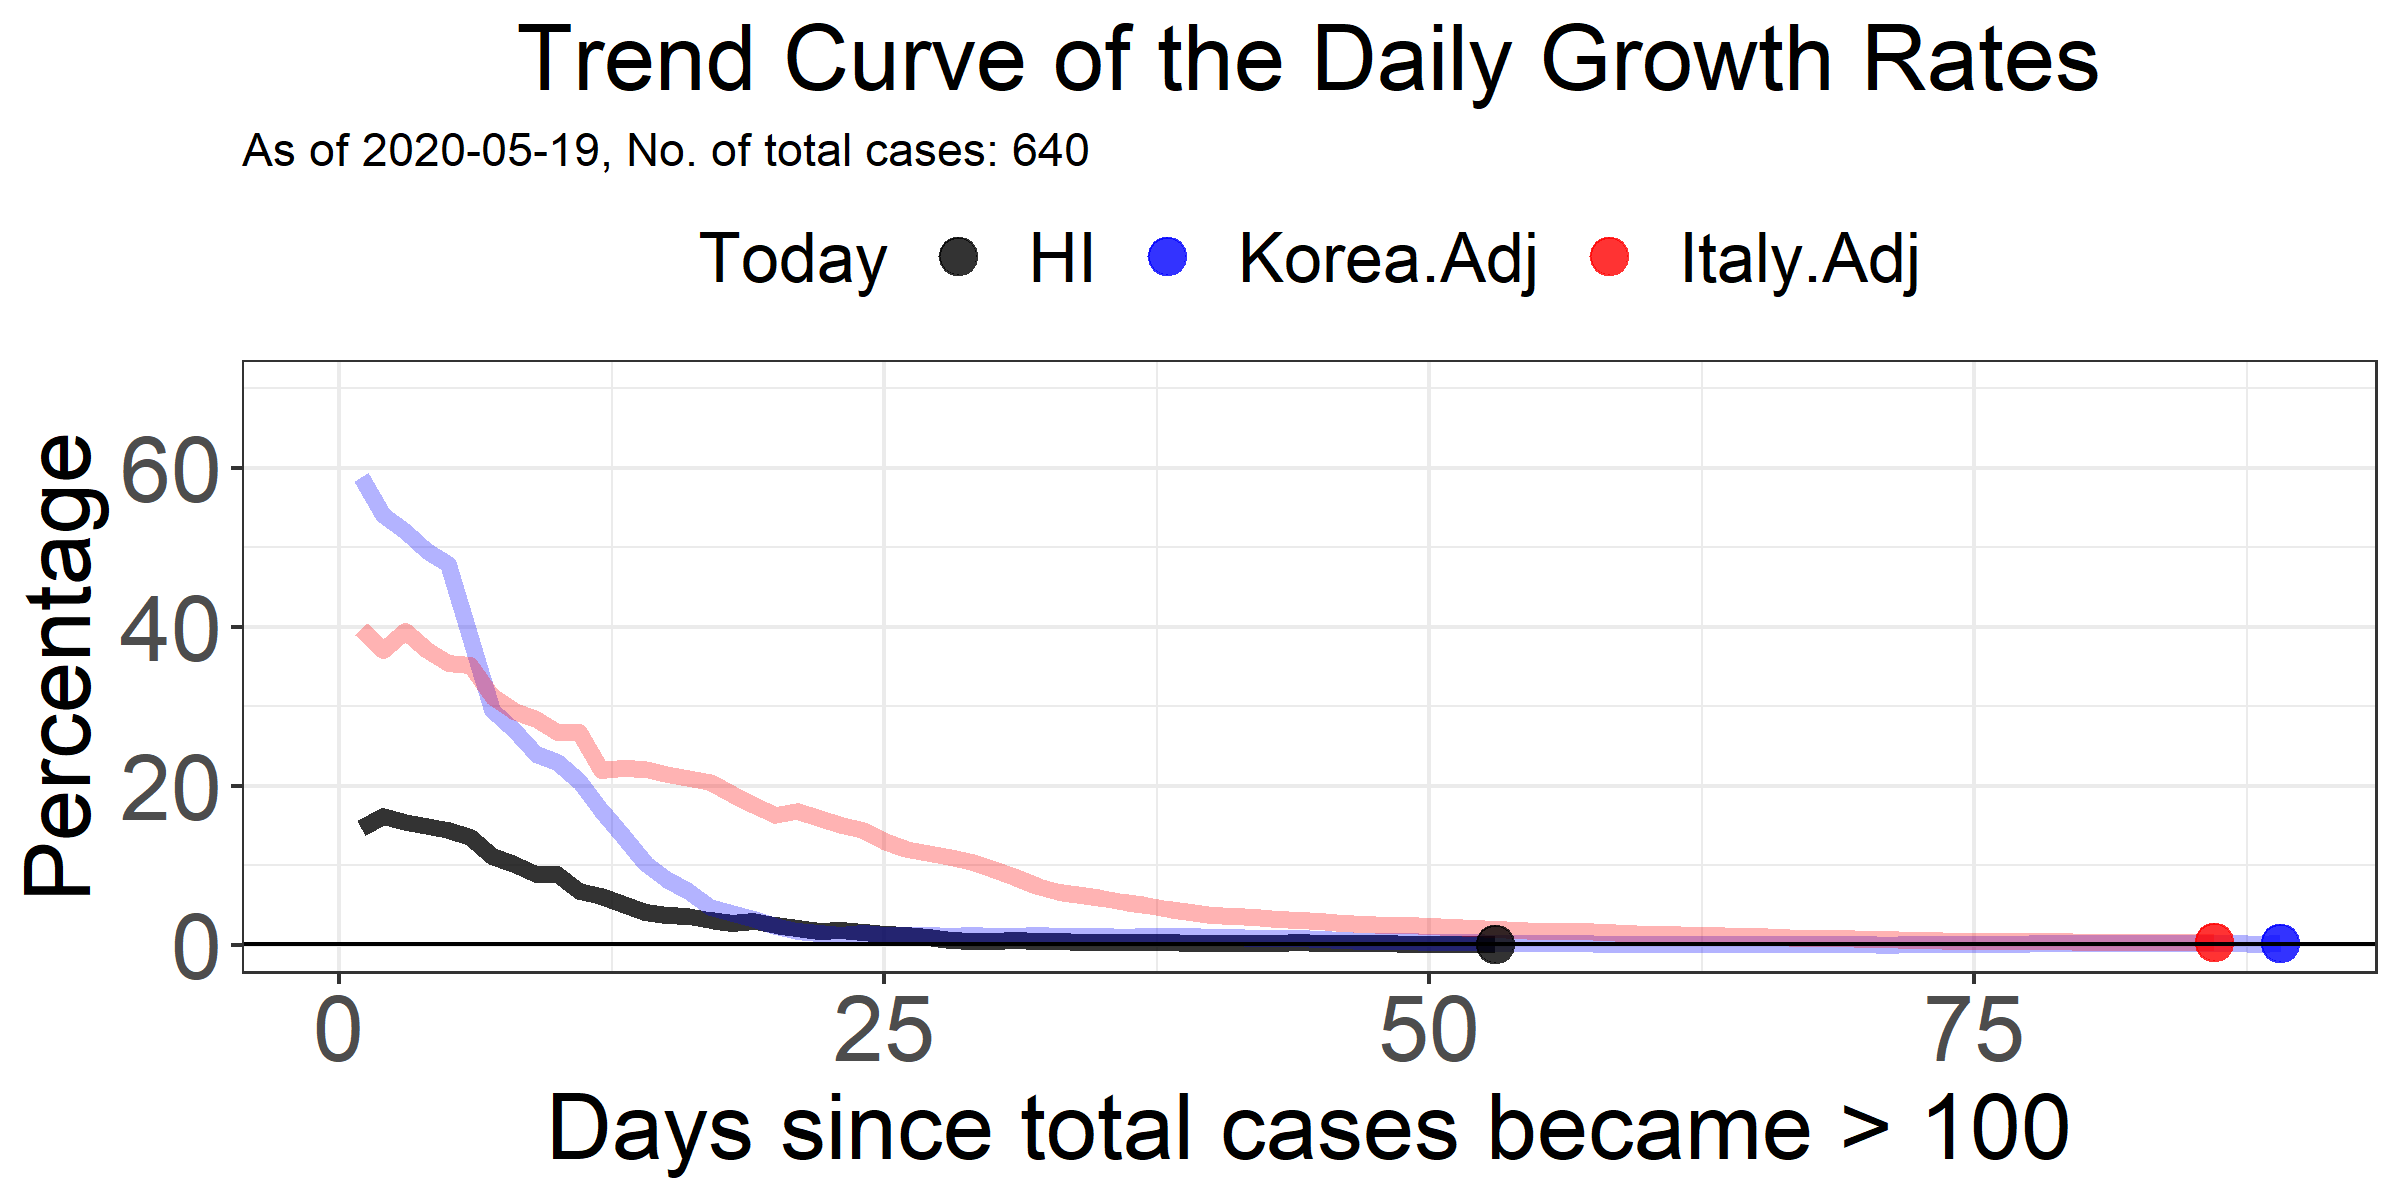 Trend Curve of the Daily Growth Rates
As of 2020-05-19, No. of total cases: 640
Today HI Korea.Adj Italy.Adj
Percentage
60
40
20
0
0 25 50 75
Days since total cases became > 100